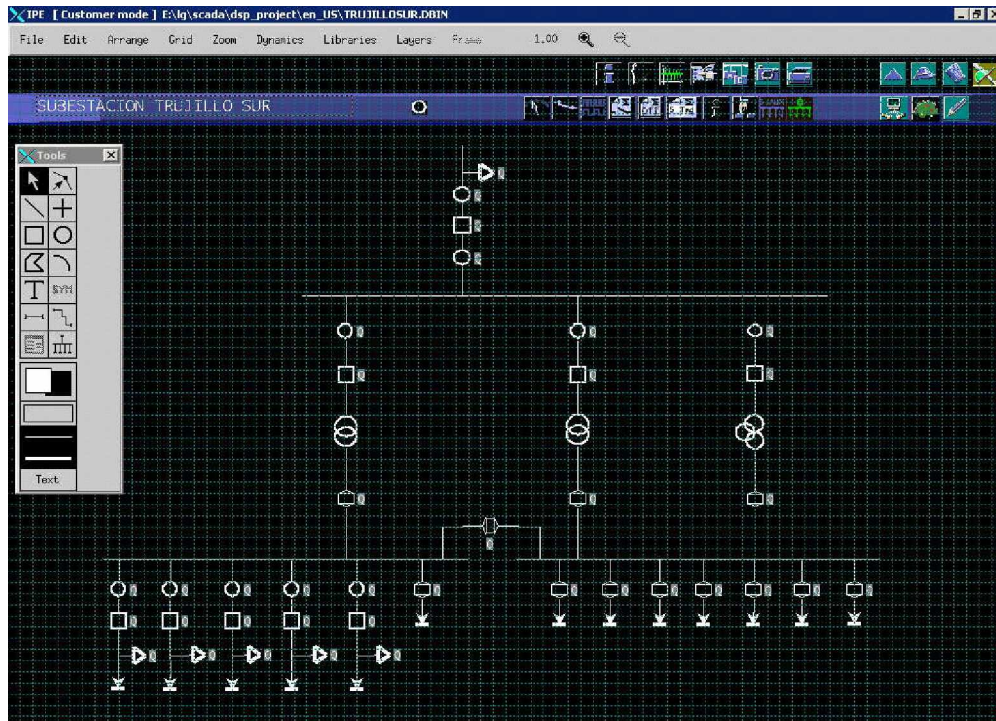 IPE [ Customer mode ] E:\lg\scada\dsp_project\en_US\TRUJILLOSUR.DBIN
File Edit Arrange Grid Zoom Dynamics Libraries Layers 1.00
SUBESTACION TRUJILLO SUR
Tools
T SYM
Text